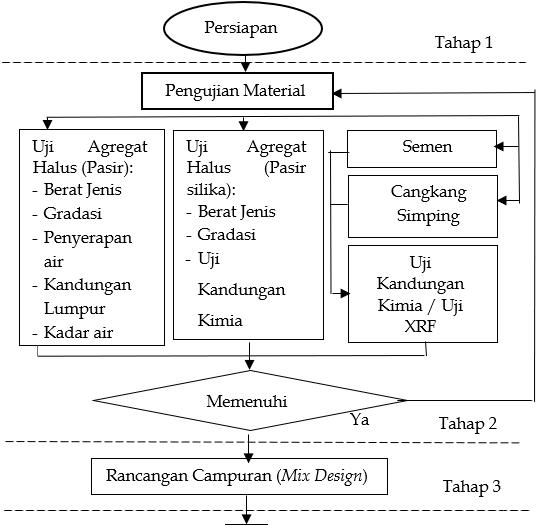 Persiapan
Tahap 1
Pengujian Material
Uji Agregat
Halus (Pasir):
- Berat Jenis
- Gradasi
- Penyerapan
air
- Kandungan
Lumpur
- Kadar air
Uji Agregat
Halus (Pasir
silika):
- Berat Jenis
- Gradasi
- Uji
Kandungan
Kimia
Semen
Cangkang
Simping
Uji
Kandungan
Kimia / Uji
XRF
Memenuhi
Ya
Tahap 2
Rancangan Campuran (Mix Design)
Tahap 3